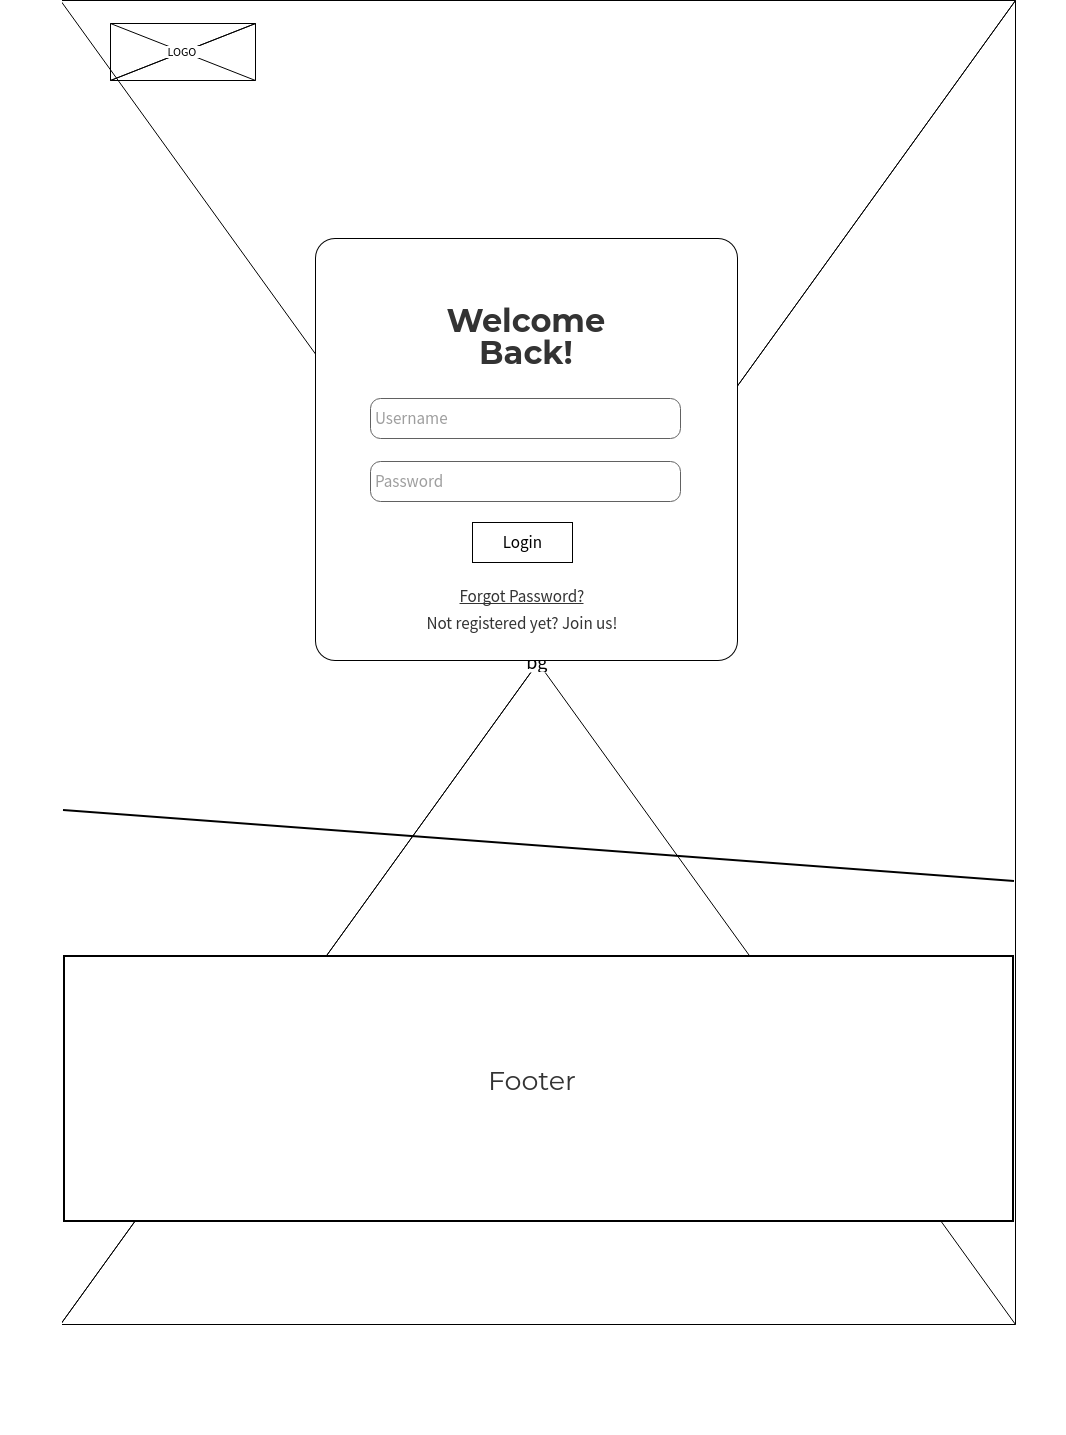 LOGO
Welcome
Back!
Username
Password
Login
Forgot Password?
Not registered yet? Join us!
bg
Footer